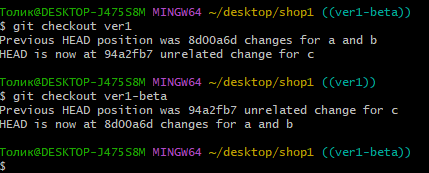 Толик@DESKTOP-J475S8M MINGW64 ~/desktop/shop1 ((ver1-beta))
$ git checkout ver1
Previous HEAD position was 8d00a6d changes for a and b
HEAD is now at 94a2fb7 unrelated change for c
Толик@DESKTOP-J475S8M MINGW64 ~/desktop/shop1 ((ver1))
$ git checkout ver1-beta
Previous HEAD position was 94a2fb7 unrelated change for c
HEAD is now at 8d00a6d changes for a and b
Толик@DESKTOP-J475S8M MINGW64 ~/desktop/shop1 ((ver1-beta))
$